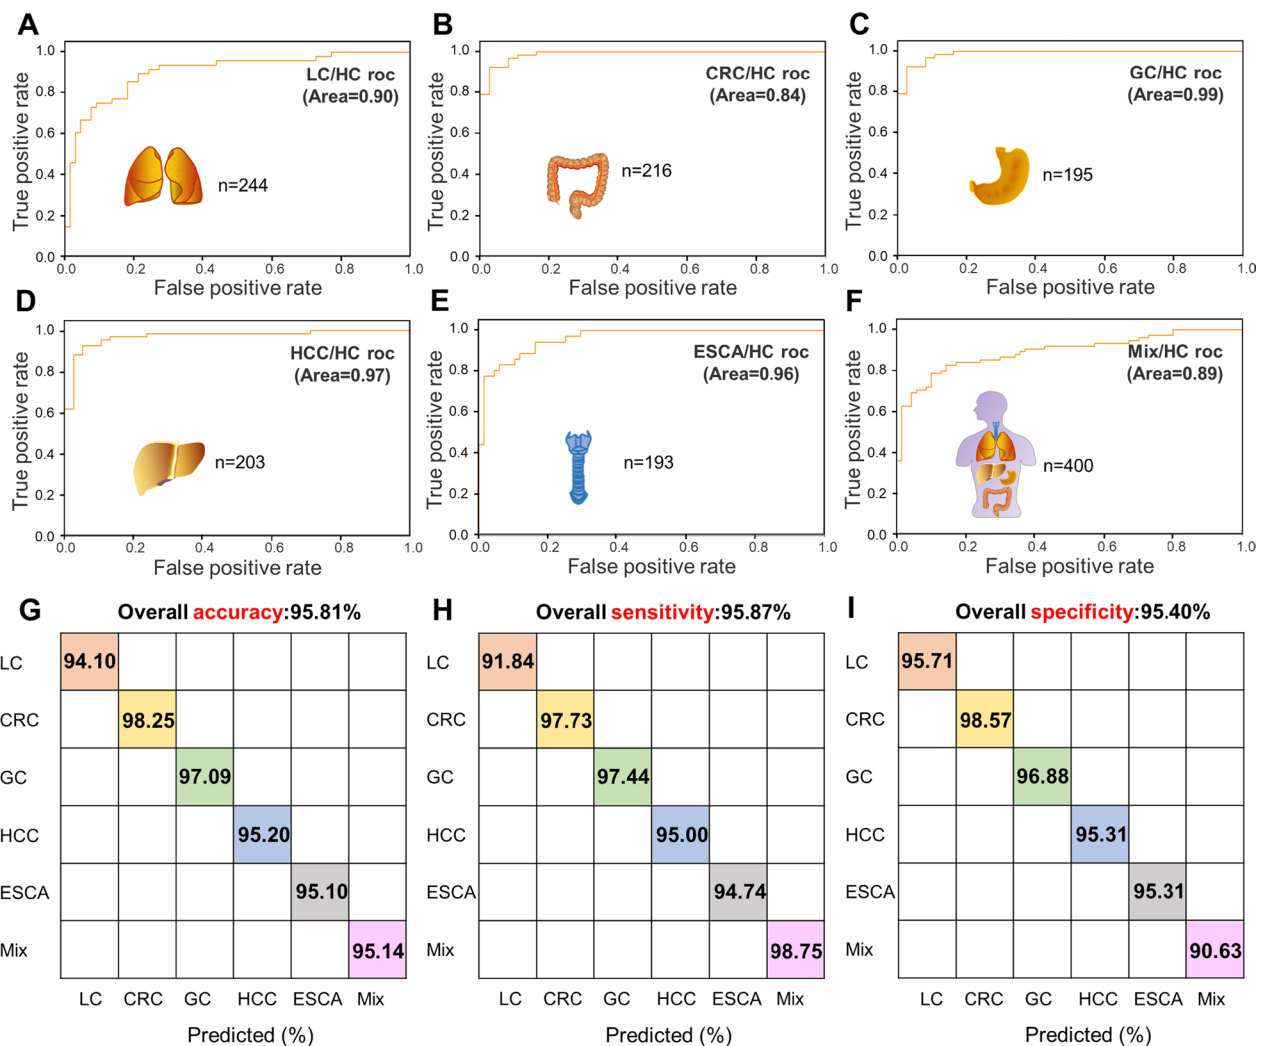 A
True positive rate
1.0
0.8
0.6
0.4
0.2
0.0
LC/HC roc
(Area=0.90)
n=244
0.0 0.2 0.4 0.6 0.8 1.0
False positive rate
B
True positive rate
1.0
0.8
0.6
0.4
0.2
0.0
CRC/HC roc
(Area=0.84)
n=216
0.0 0.2 0.4 0.6 0.8 1.0
False positive rate
C
True positive rate
1.0
0.8
0.6
0.4
0.2
0.0
GC/HC roc
(Area=0.99)
n=195
0.0 0.2 0.4 0.6 0.8 1.0
False positive rate
D
True positive rate
1.0
0.8
0.6
0.4
0.2
0.0
HCC/HC roc
(Area=0.97)
n=203
0.0 0.2 0.4 0.6 0.8 1.0
False positive rate
E
True positive rate
1.0
0.8
0.6
0.4
0.2
0.0
ESCA/HC roc
(Area=0.96)
n=193
0.0 0.2 0.4 0.6 0.8 1.0
False positive rate
F
True positive rate
1.0
0.8
0.6
0.4
0.2
0.0
Mix/HC roc
(Area=0.89)
n=400
0.0 0.2 0.4 0.6 0.8 1.0
False positive rate
G
Overall accuracy:95.81%
LC 94.10
CRC 98.25
GC 97.09
HCC 95.20
ESCA 95.10
Mix 95.14
LC CRC GC HCC ESCA Mix
Predicted (%)
H
Overall sensitivity:95.87%
LC 91.84
CRC 97.73
GC 97.44
HCC 95.00
ESCA 94.74
Mix 98.75
LC CRC GC HCC ESCA Mix
Predicted (%)
I
Overall specificity:95.40%
LC 95.71
CRC 98.57
GC 96.88
HCC 95.31
ESCA 95.31
Mix 90.63
LC CRC GC HCC ESCA Mix
Predicted (%)